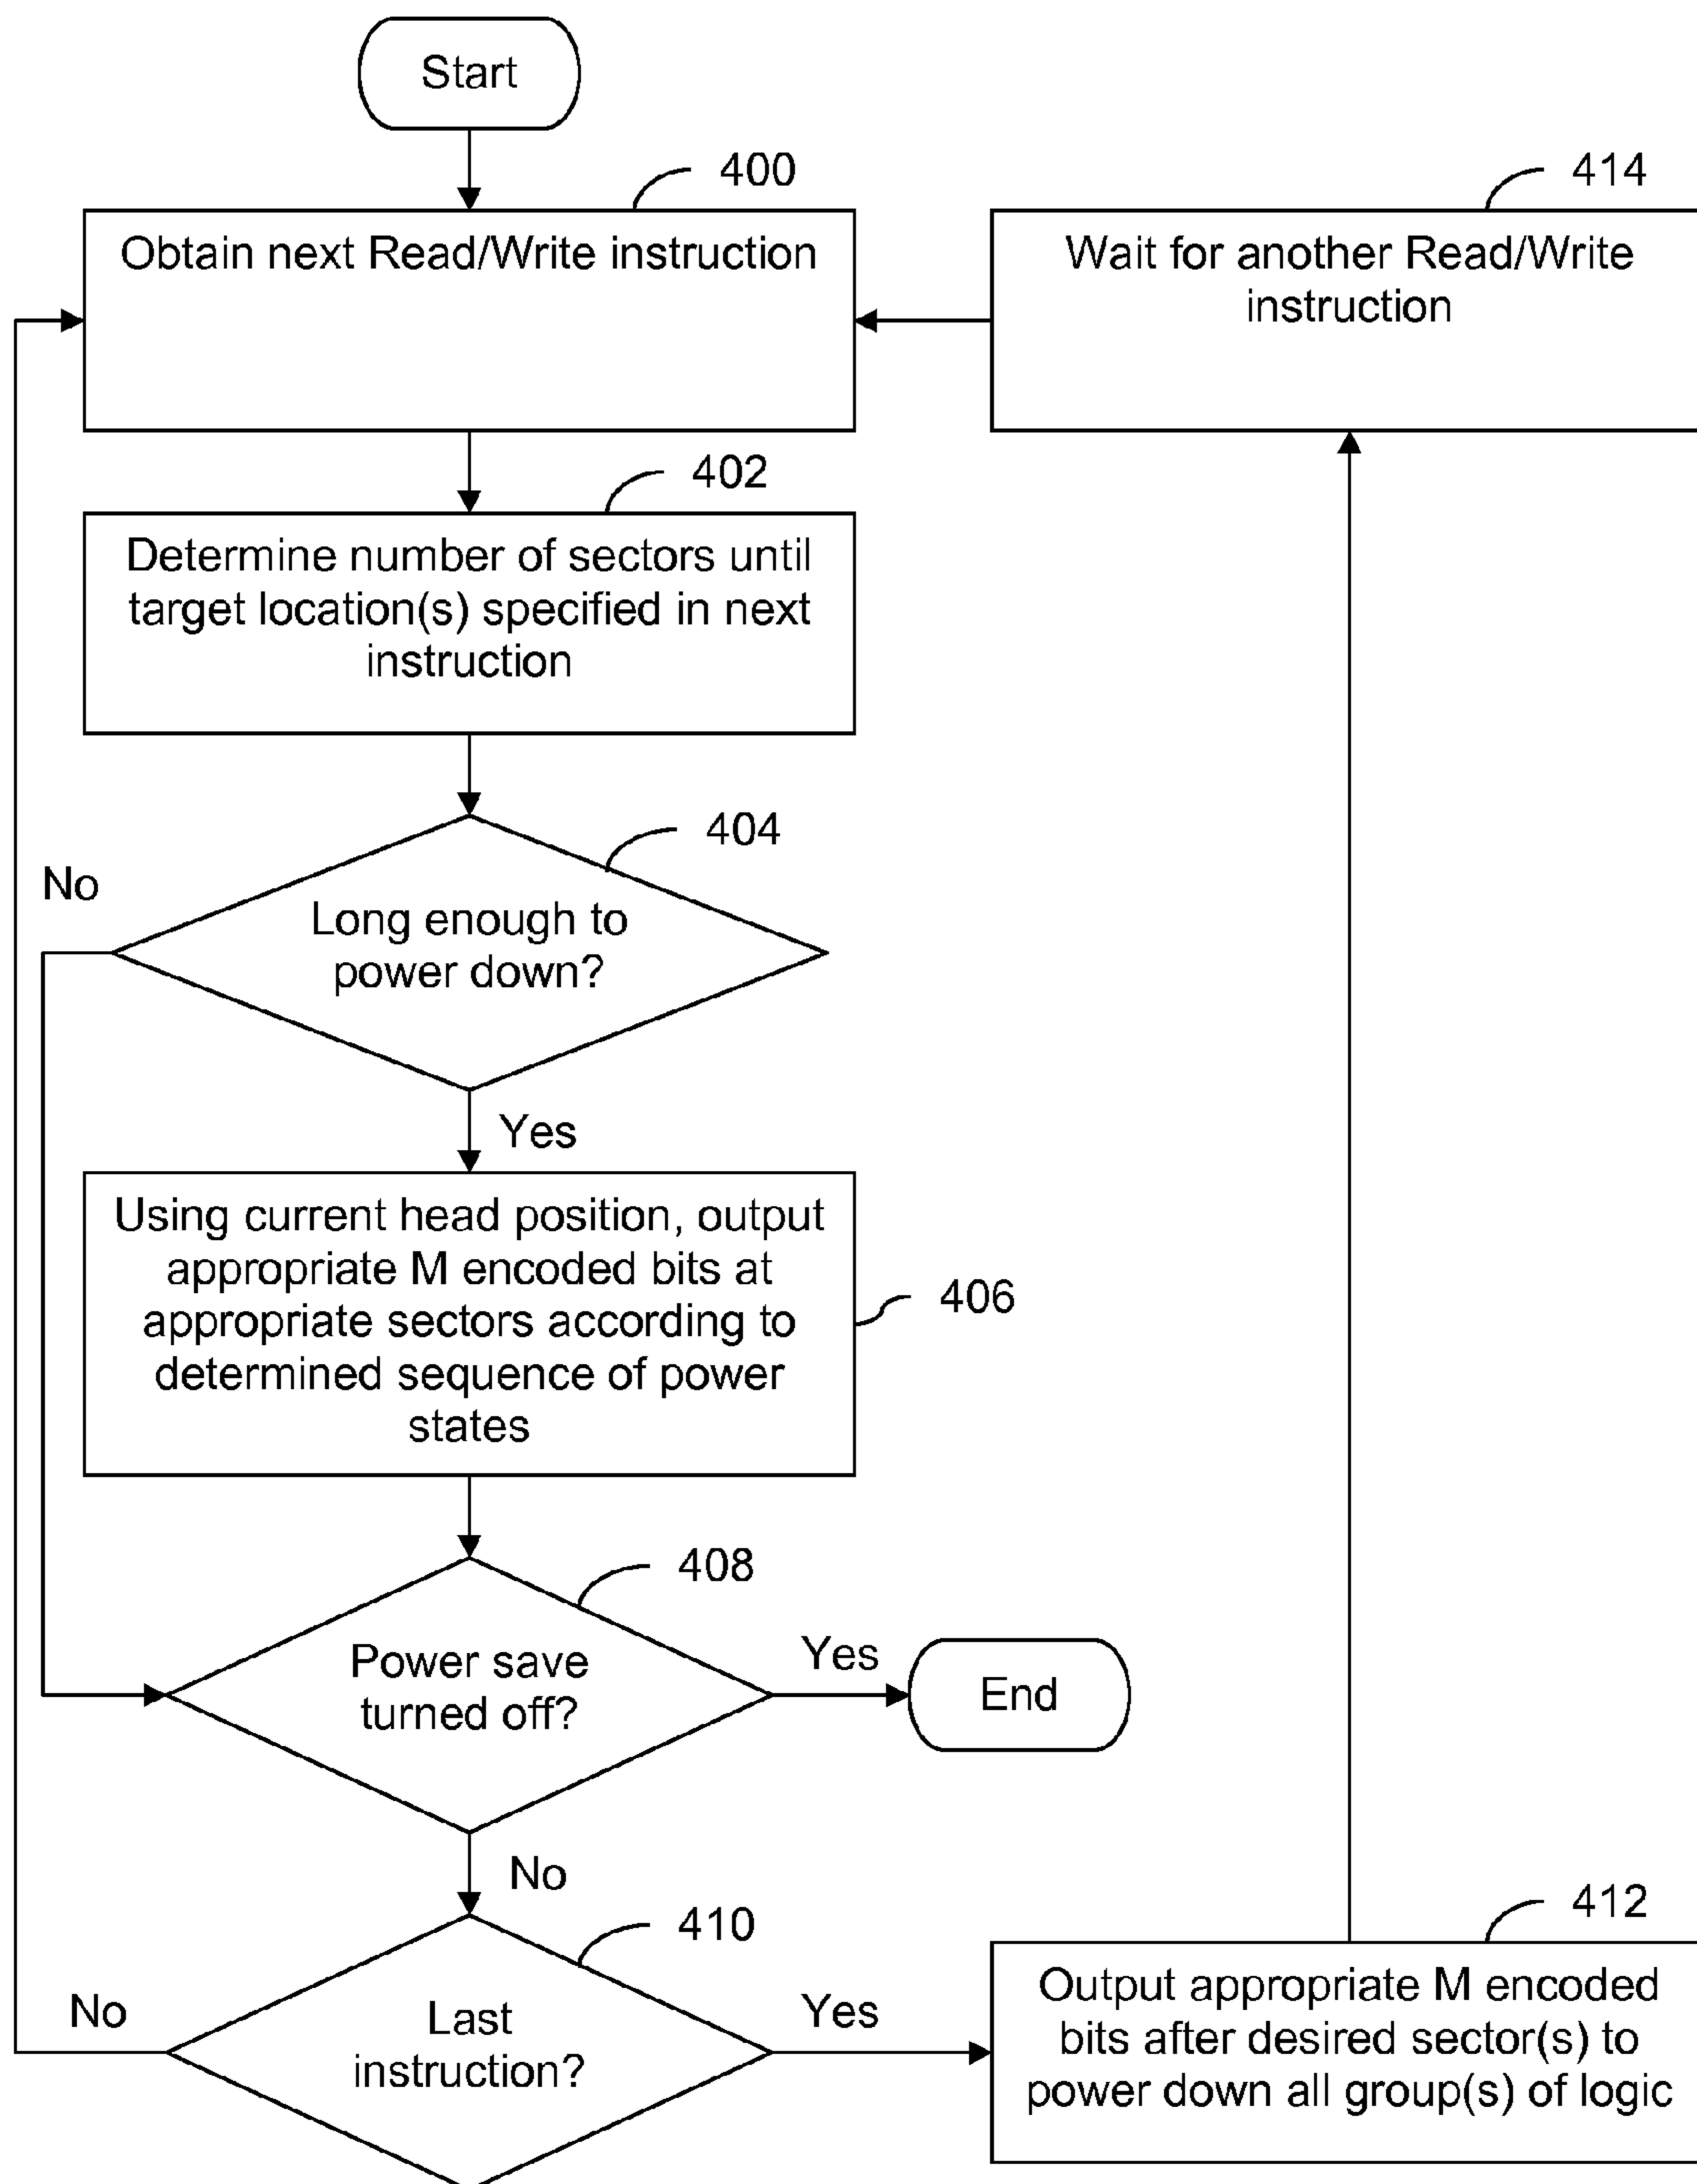 Start
400
Obtain next Read/Write instruction
414
Wait for another Read/Write
instruction
402
Determine number of sectors until
target location(s) specified in next
instruction
404
No
Long enough to
power down?
Yes
Using current head position, output
appropriate M encoded bits at
appropriate sectors according to
determined sequence of power
states
406
408
Power save
turned off?
Yes
End
No
410
Last
instruction?
No
Yes
412
Output appropriate M encoded
bits after desired sector(s) to
power down all group(s) of logic